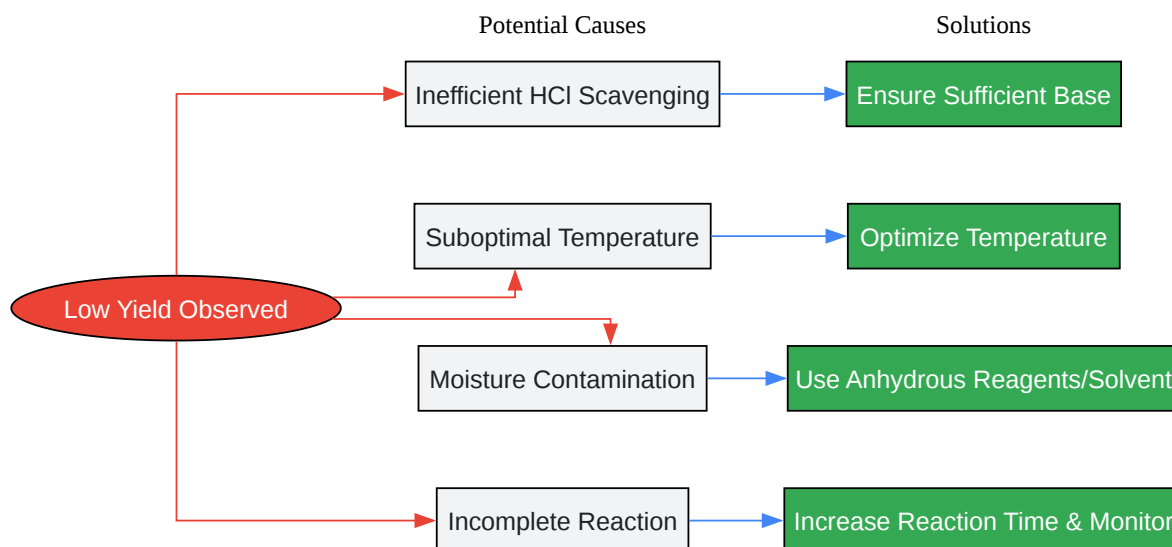 Potential Causes
Solutions
Inefficient HCl Scavenging
Ensure Sufficient Base
Suboptimal Temperature
Optimize Temperature
Low Yield Observed
Moisture Contamination
Use Anhydrous Reagents/Solvent
Incomplete Reaction
Increase Reaction Time & Monitor